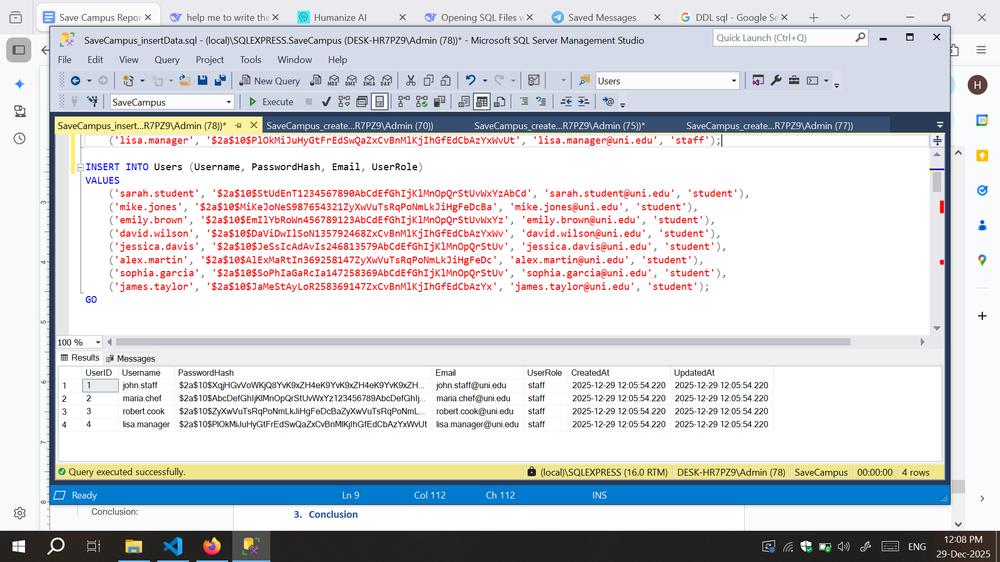 Save Campus Repor
help me to write the
Humanize AI
Opening SQL Files w
Saved Messages
DDL sql - Google Se
SaveCampus_insertData.sql - (local)\SQLEXPRESS.SaveCampus (DESK-HR7PZ9\Admin (78))* - Microsoft SQL Server Management Studio
Quick Launch (Ctrl+Q)
File Edit View Query Project Tools Window Help
New Query
MDX DMX XMLA DAX
Users
H
SaveCampus
Execute
SaveCampus_insert...R7PZ9\Admin (78))*
SaveCampus_create...R7PZ9\Admin (70))
SaveCampus_create...R7PZ9\Admin (75))*
SaveCampus_create...R7PZ9\Admin (77))
31
('lisa.manager', '$2a$10$PlOkMiJuHyGtFrEdSwQaZxCvBnMlKjIhGfEdCbAzYxWvUt', 'lisa.manager@uni.edu', 'staff');
INSERT INTO Users (Username, PasswordHash, Email, UserRole)
VALUES
('sarah.student', '$2a$10$StUdEnT1234567890AbCdEfGhIjKlMnOpQrStUvWxYzAbCd', 'sarah.student@uni.edu', 'student'),
('mike.jones', '$2a$10$MiKeJoNeS987654321ZyXwVuTsRqPoNmLkJiHgFeDcBa', 'mike.jones@uni.edu', 'student'),
('emily.brown', '$2a$10$EmIlYbRoWn456789123AbCdEfGhIjKlMnOpQrStUvWxYz', 'emily.brown@uni.edu', 'student'),
('david.wilson', '$2a$10$DaViDwIlSoN135792468ZxCvBnMlKjIhGfEdCbAzYxWv', 'david.wilson@uni.edu', 'student'),
('jessica.davis', '$2a$10$JeSsIcAdAvIs246813579AbCdEfGhIjKlMnOpQrStUv', 'jessica.davis@uni.edu', 'student'),
('alex.martin', '$2a$10$AlExMaRtIn369258147ZyXwVuTsRqPoNmLkJiHgFeDc', 'alex.martin@uni.edu', 'student'),
('sophia.garcia', '$2a$10$SoPhIaGaRcIa147258369AbCdEfGhIjKlMnOpQrStUv', 'sophia.garcia@uni.edu', 'student'),
('james.taylor', '$2a$10$JaMeStAyLoR258369147ZxCvBnMlKjIhGfEdCbAzYx', 'james.taylor@uni.edu', 'student');
GO
3
4
5
6
7
8
100 %
Results Messages
UserID Username PasswordHash Email UserRole CreatedAt UpdatedAt
1 1 john.staff $2a$10$XqjHGvVoWKjQ8YvK9xZH4eK9YvK9xZH4eK9YvK9xZH... john.staff@uni.edu staff 2025-12-29 12:05:54.220 2025-12-29 12:05:54.220
2 2 maria.chef $2a$10$AbcDefGhIjKlMnOpQrStUvWxYz123456789AbcDefGhIj... maria.chef@uni.edu staff 2025-12-29 12:05:54.220 2025-12-29 12:05:54.220
3 3 robert.cook $2a$10$ZyXwVuTsRqPoNmLkJiHgFeDcBaZyXwVuTsRqPoNmL... robert.cook@uni.edu staff 2025-12-29 12:05:54.220 2025-12-29 12:05:54.220
4 4 lisa.manager $2a$10$PlOkMiJuHyGtFrEdSwQaZxCvBnMlKjIhGfEdCbAzYxWvUt lisa.manager@uni.edu staff 2025-12-29 12:05:54.220 2025-12-29 12:05:54.220
Query executed successfully.
(local)\SQLEXPRESS (16.0 RTM) DESK-HR7PZ9\Admin (78) SaveCampus 00:00:00 4 rows
Ready Ln 9 Col 112 Ch 112 INS
Conclusion:
3. Conclusion
ENG
12:08 PM
29-Dec-2025